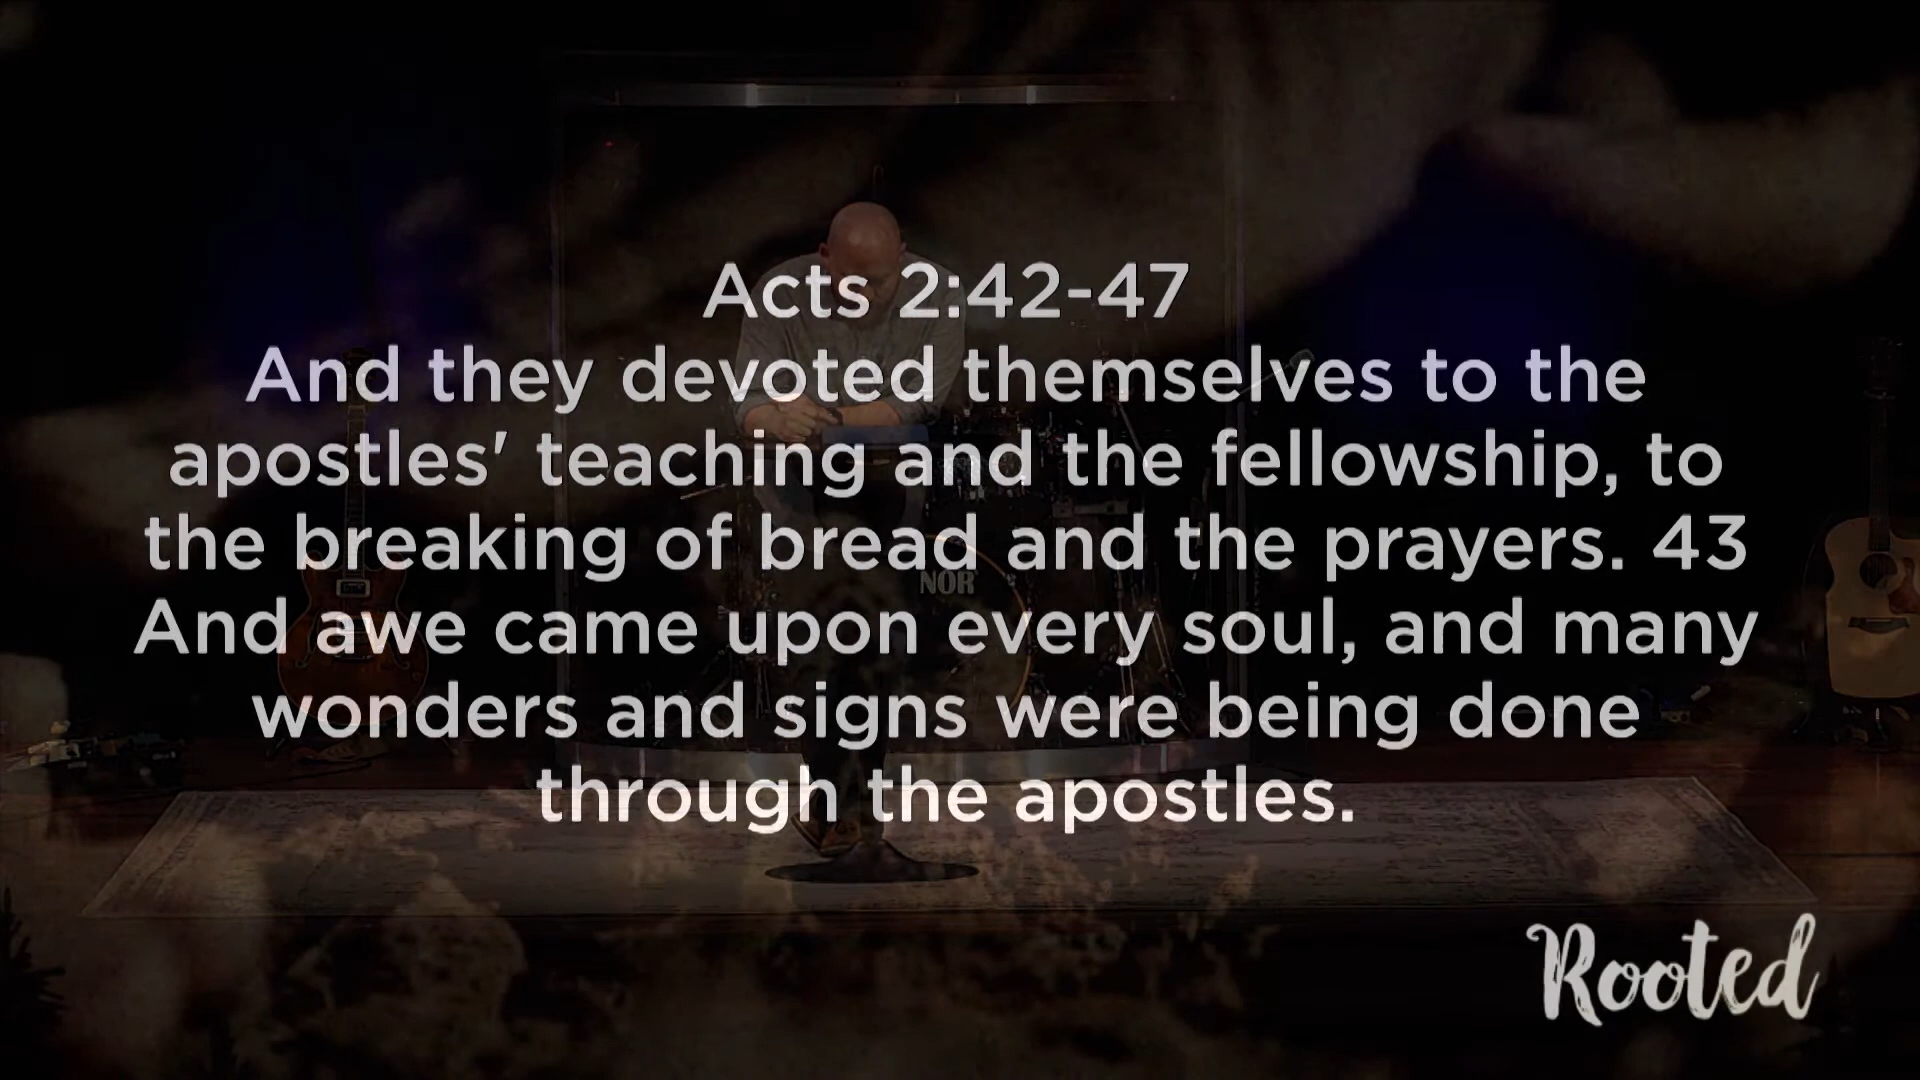 Acts 2:42-47
And they devoted themselves to the
apostles' teaching and the fellowship, to
the breaking of bread and the prayers. 43
And awe came upon every soul, and many
wonders and signs were being done
through the apostles.
NOR
Rooted